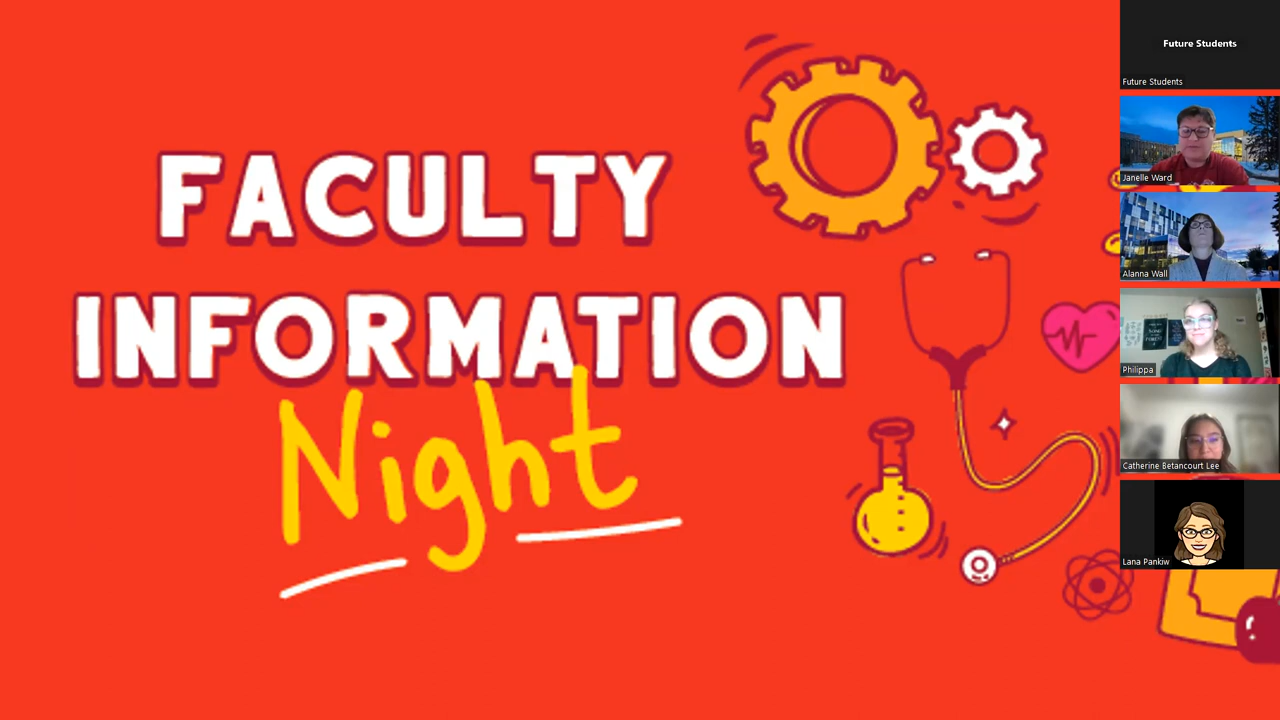 FACULTY
INFORMATION
Night
Future Students
Future Students
Janelle Ward
Alanna Wall
Philippa
Catherine Betancourt Lee
Lana Pankiw